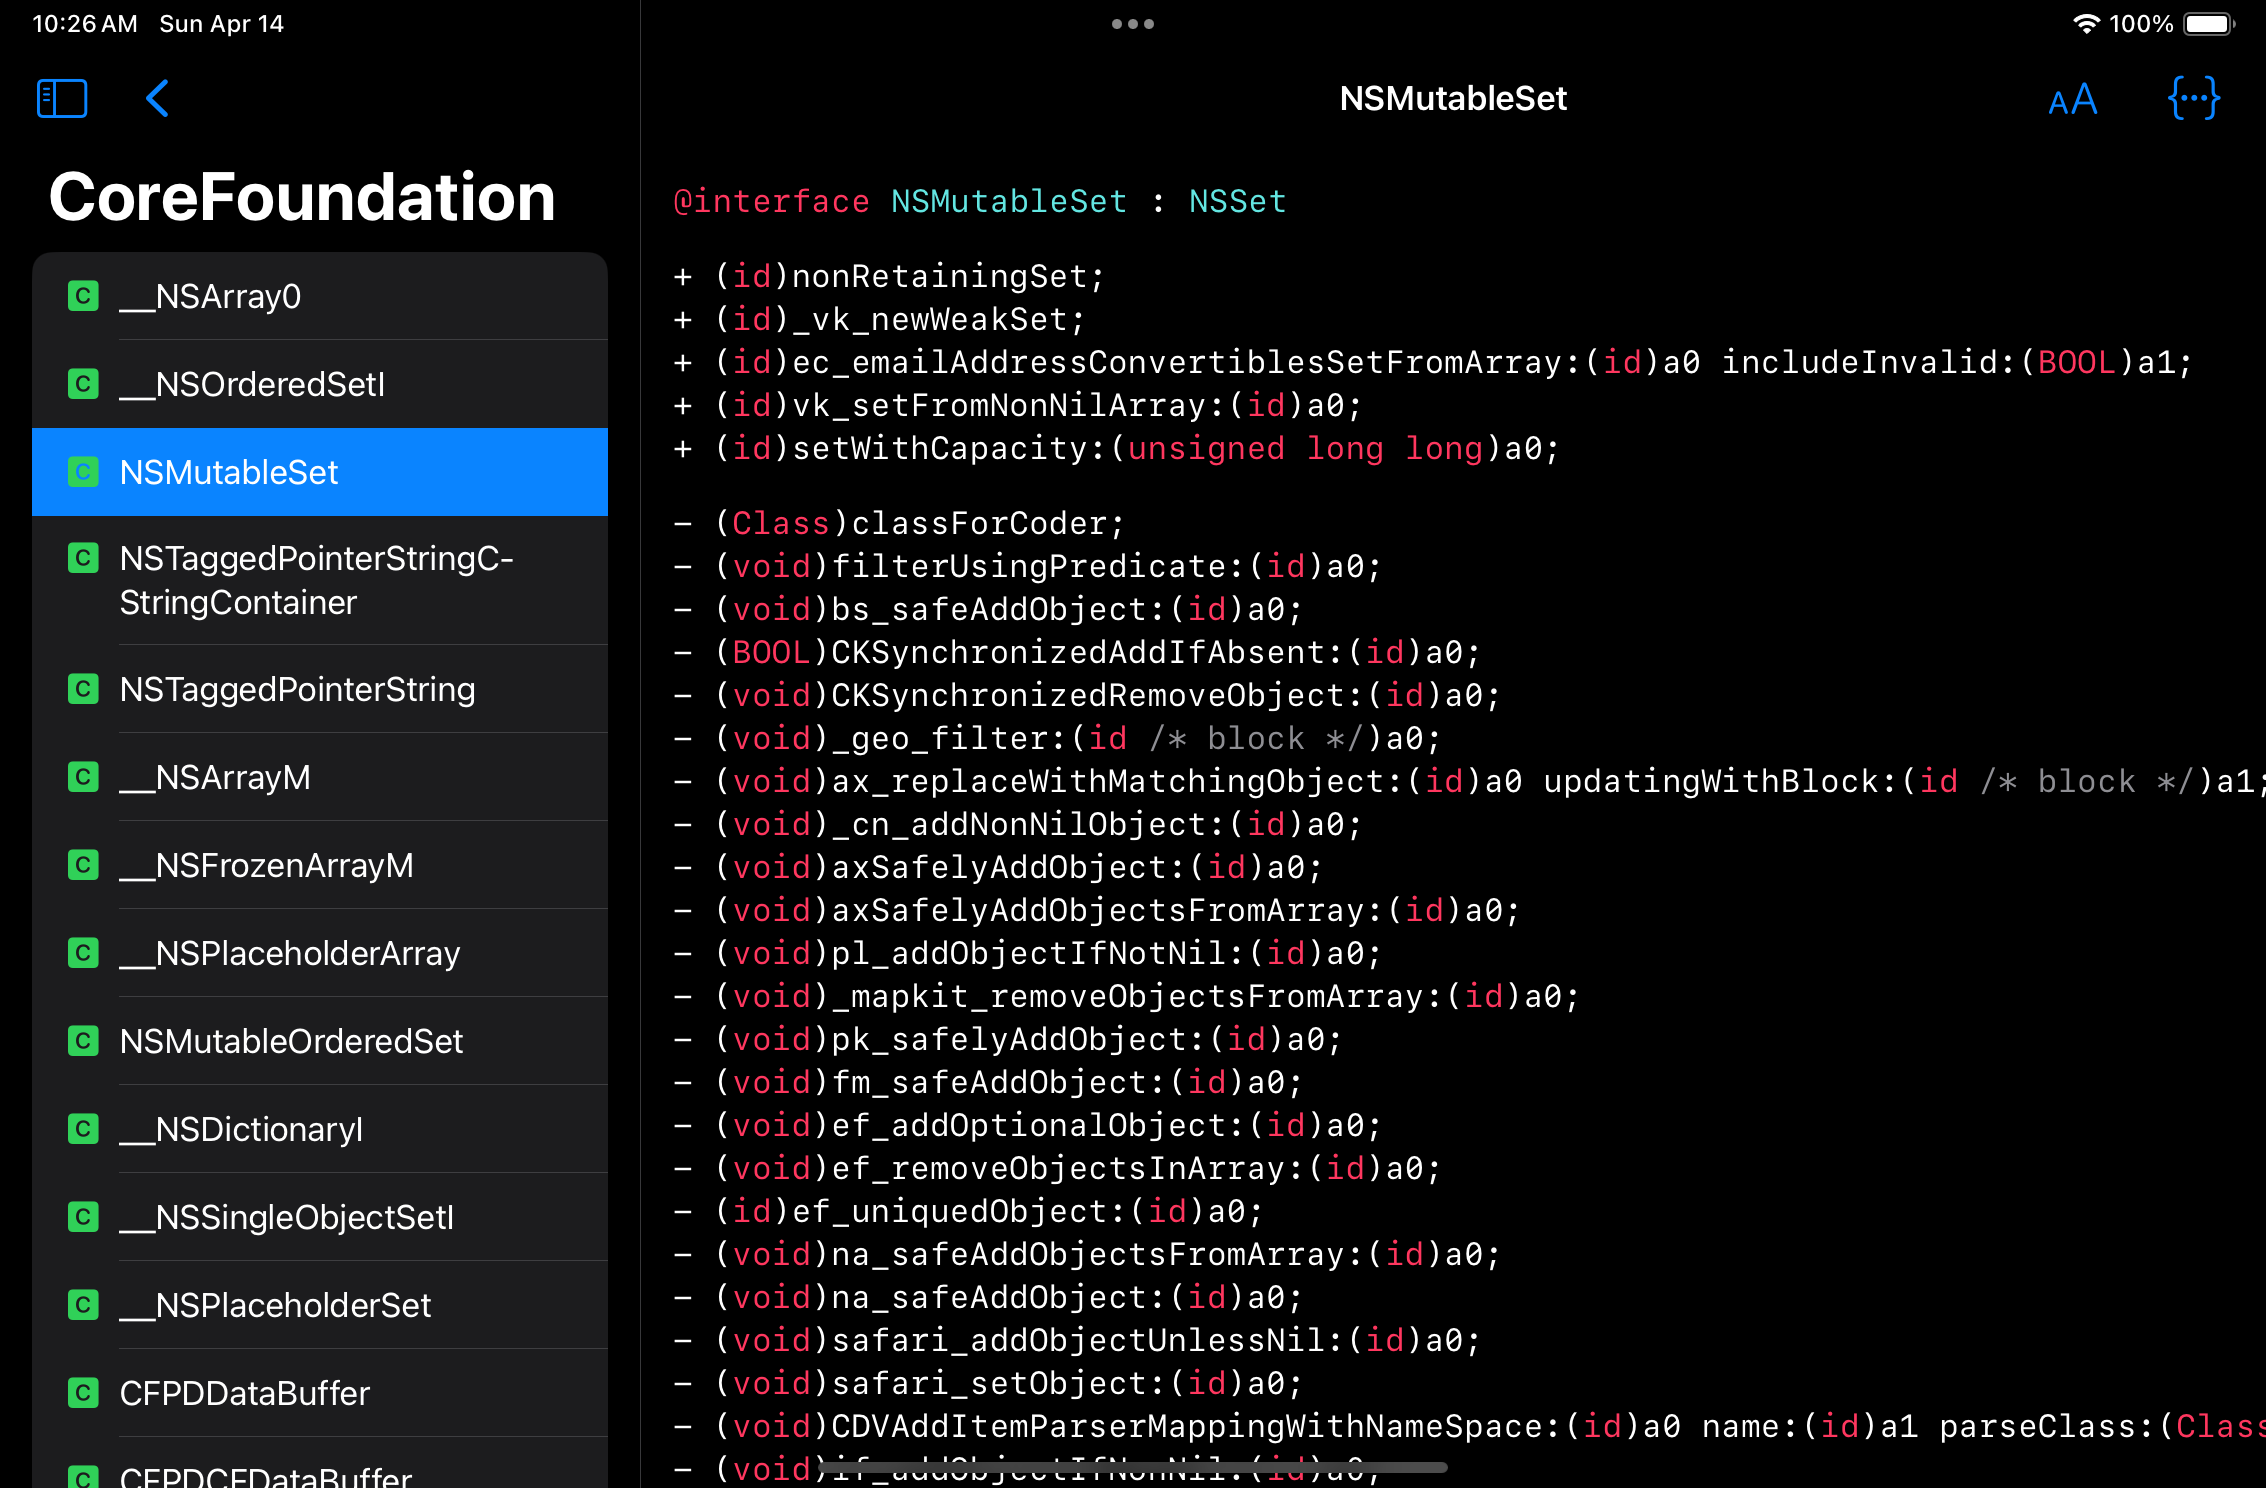 10:26 AM Sun Apr 14
100%
NSMutableSet
AA
{...}
CoreFoundation
C __NSArray0
C __NSOrderedSetI
C NSMutableSet
C NSTaggedPointerStringC-
StringContainer
C NSTaggedPointerString
C __NSArrayM
C __NSFrozenArrayM
C __NSPlaceholderArray
C NSMutableOrderedSet
C __NSDictionaryI
C __NSSingleObjectSetI
C __NSPlaceholderSet
C CFPDDataBuffer
C CFPDCFDataBuffer
@interface NSMutableSet : NSSet
+ (id)nonRetainingSet;
+ (id)_vk_newWeakSet;
+ (id)ec_emailAddressConvertiblesSetFromArray:(id)a0 includeInvalid:(BOOL)a1;
+ (id)vk_setFromNonNilArray:(id)a0;
+ (id)setWithCapacity:(unsigned long long)a0;
- (Class)classForCoder;
- (void)filterUsingPredicate:(id)a0;
- (void)bs_safeAddObject:(id)a0;
- (BOOL)CKSynchronizedAddIfAbsent:(id)a0;
- (void)CKSynchronizedRemoveObject:(id)a0;
- (void)_geo_filter:(id /* block */)a0;
- (void)ax_replaceWithMatchingObject:(id)a0 updatingWithBlock:(id /* block */)a1;
- (void)_cn_addNonNilObject:(id)a0;
- (void)axSafelyAddObject:(id)a0;
- (void)axSafelyAddObjectsFromArray:(id)a0;
- (void)pl_addObjectIfNotNil:(id)a0;
- (void)_mapkit_removeObjectsFromArray:(id)a0;
- (void)pk_safelyAddObject:(id)a0;
- (void)fm_safeAddObject:(id)a0;
- (void)ef_addOptionalObject:(id)a0;
- (void)ef_removeObjectsInArray:(id)a0;
- (id)ef_uniquedObject:(id)a0;
- (void)na_safeAddObjectsFromArray:(id)a0;
- (void)na_safeAddObject:(id)a0;
- (void)safari_addObjectUnlessNil:(id)a0;
- (void)safari_setObject:(id)a0;
- (void)CDVAddItemParserMappingWithNameSpace:(id)a0 name:(id)a1 parseClass:(Class
- (void)if_addObjectIfNonNil:(id)a0;